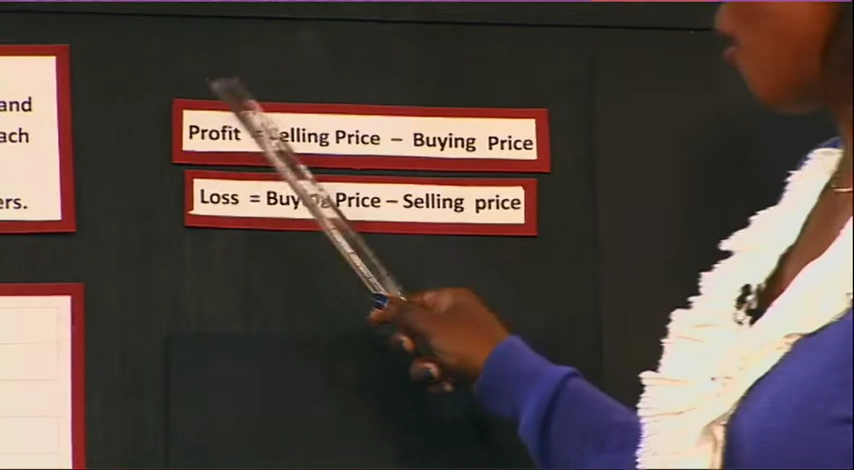 and
ach
ers.
Profit = Selling Price – Buying Price
Loss = Buying Price – Selling price